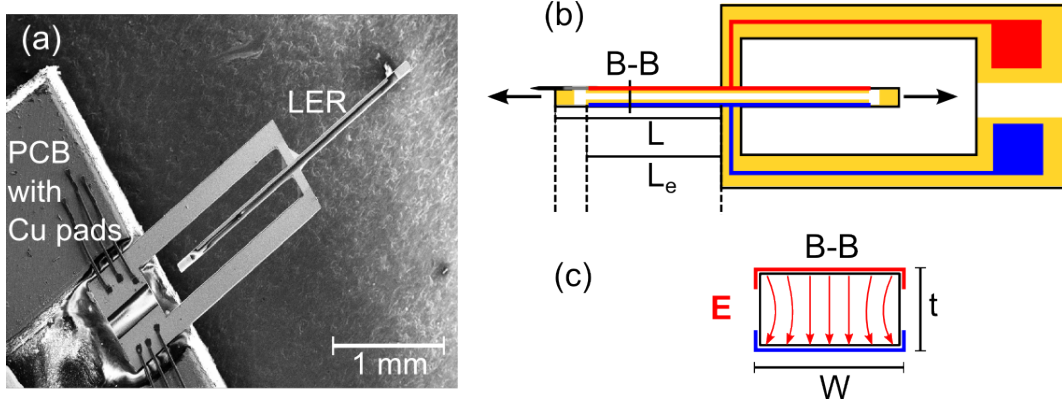 (a)
LER
PCB
with
Cu pads
1 mm
(b)
B-B
L
Lₑ
(c)
B-B
E
t
W